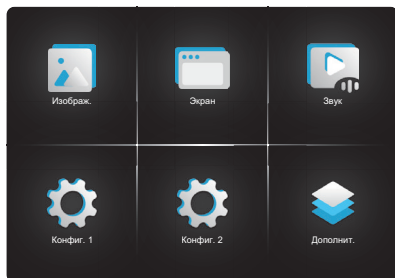 Изображ.
Экран
Звук
Конфиг. 1
Конфиг. 2
Дополнит.